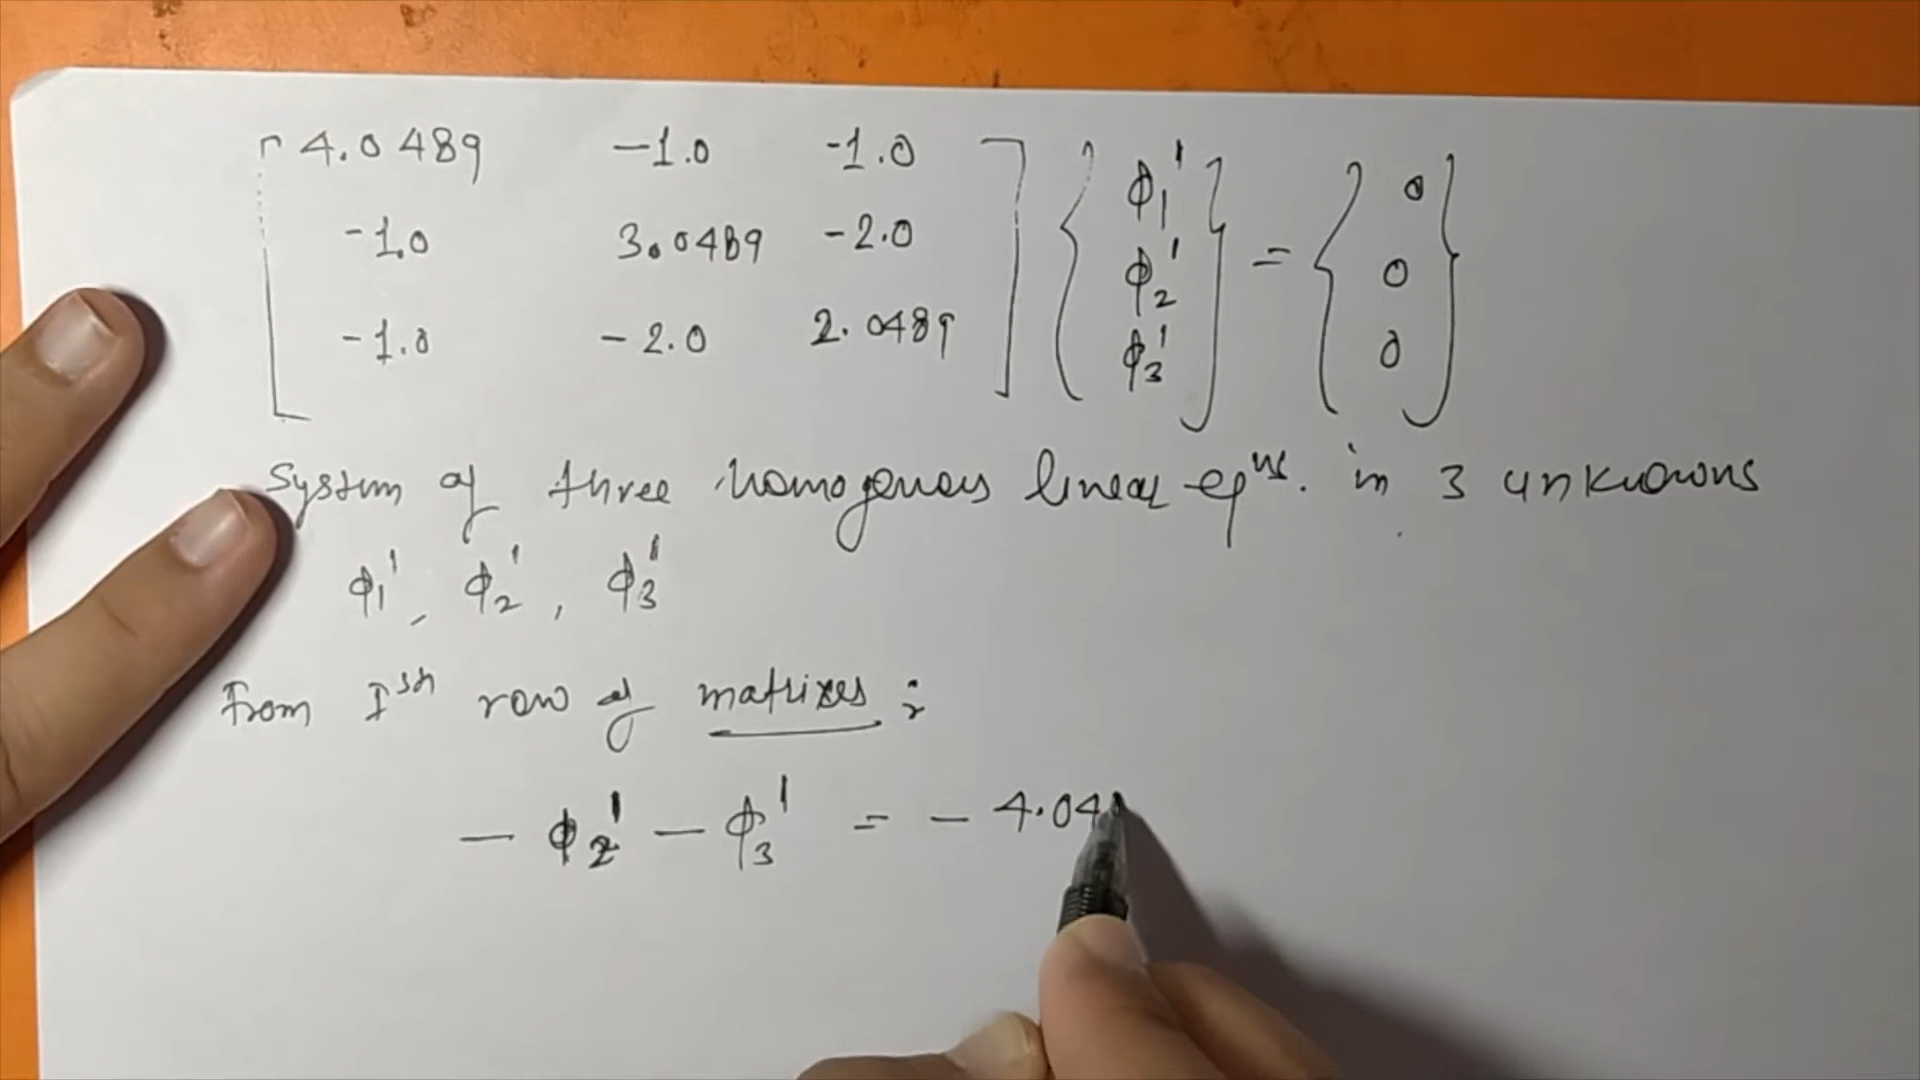 [ 4.0489 -1.0 -1.0 ] { ϕ₁' } = { 0 }
-1.0 3.0489 -2.0 ϕ₂' 0
-1.0 -2.0 2.0489 ϕ₃' 0
System of three homogenous linear eqⁿˢ. in 3 unknowns
ϕ₁', ϕ₂', ϕ₃'
From Iˢᵗ row of matrixes :
- ϕ₂' - ϕ₃' = - 4.04